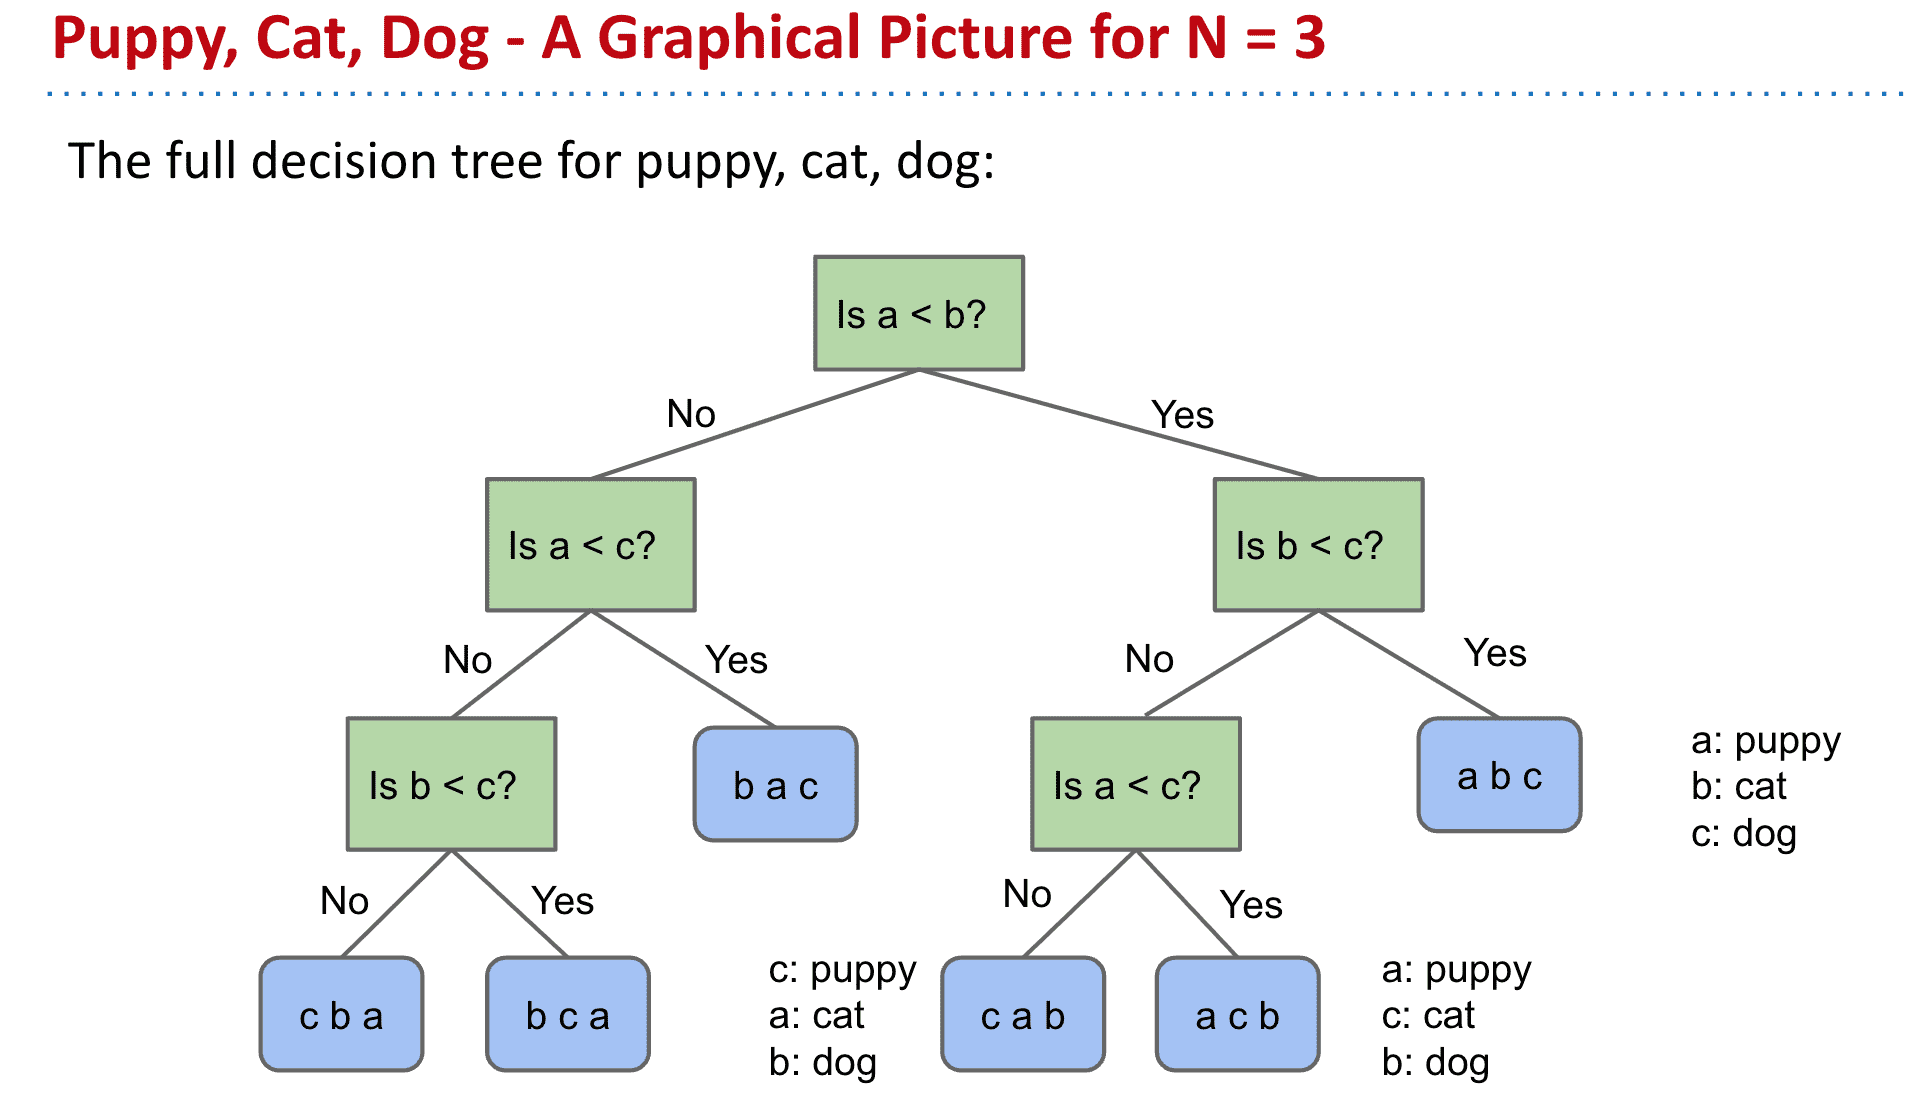 Puppy, Cat, Dog - A Graphical Picture for N = 3
The full decision tree for puppy, cat, dog:
Is a < b?
No
Yes
Is a < c?
Is b < c?
No
Yes
No
Yes
Is b < c?
b a c
Is a < c?
a b c
a: puppy
b: cat
c: dog
No
Yes
No
Yes
c b a
b c a
c: puppy
a: cat
b: dog
c a b
a c b
a: puppy
c: cat
b: dog